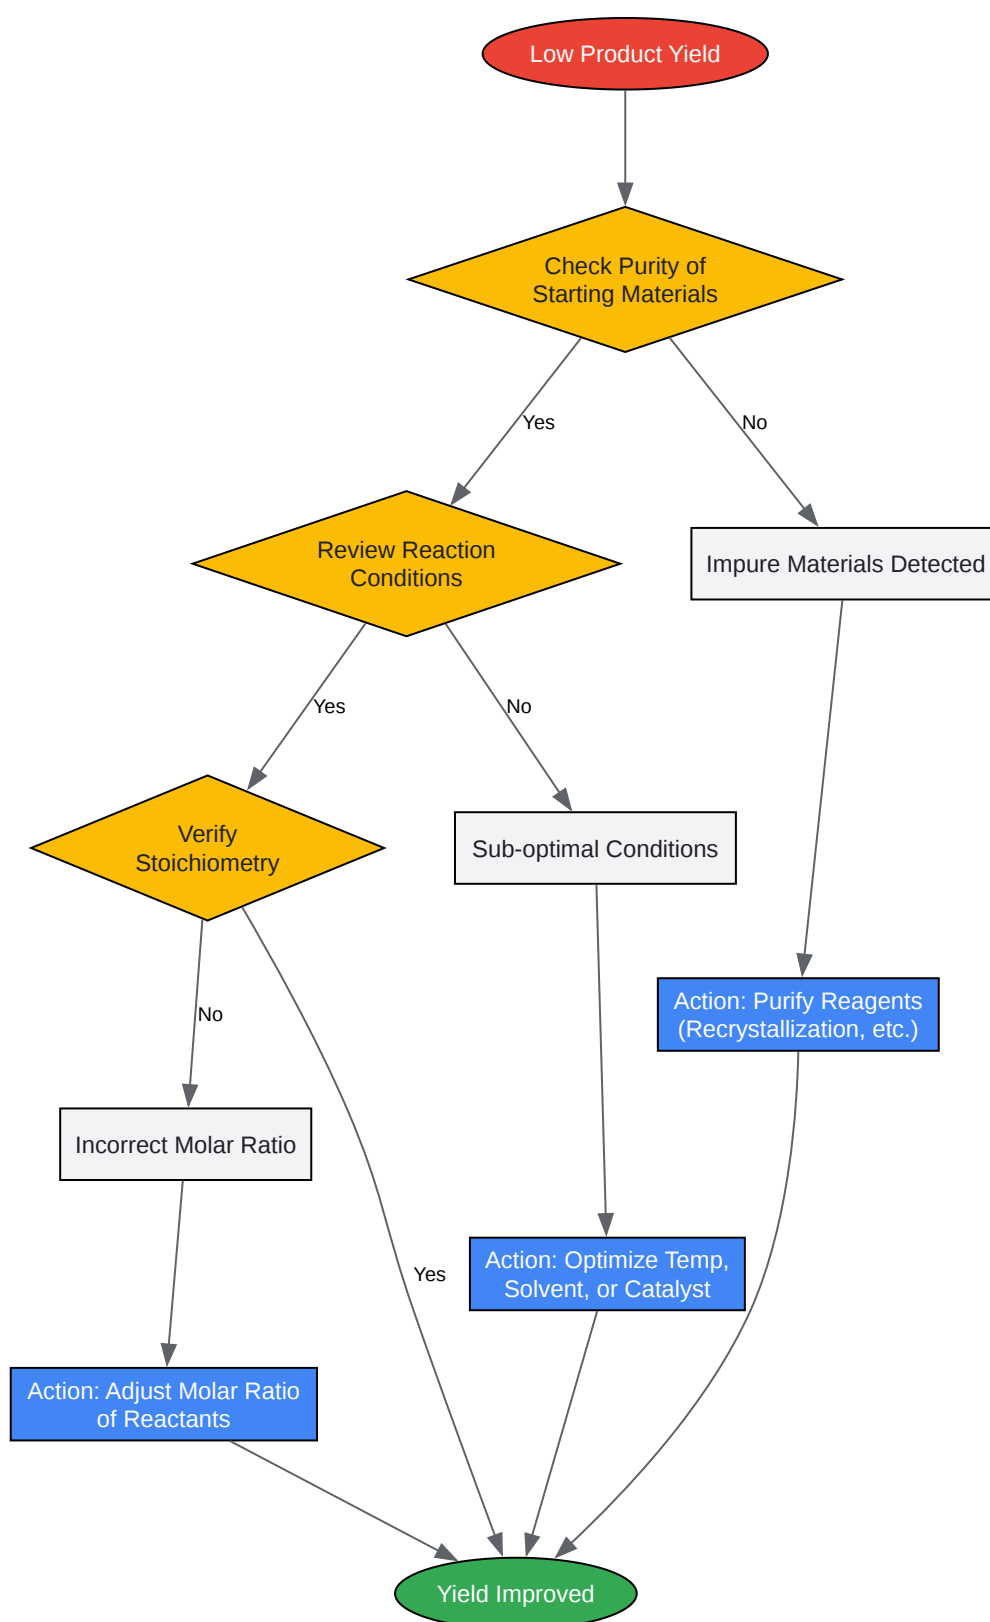 Low Product Yield
Check Purity of
Starting Materials
Yes
No
Review Reaction
Conditions
Impure Materials Detected
Yes
No
Verify
Stoichiometry
Sub-optimal Conditions
Action: Purify Reagents
(Recrystallization, etc.)
No
Incorrect Molar Ratio
Yes
Action: Optimize Temp,
Solvent, or Catalyst
Action: Adjust Molar Ratio
of Reactants
Yield Improved